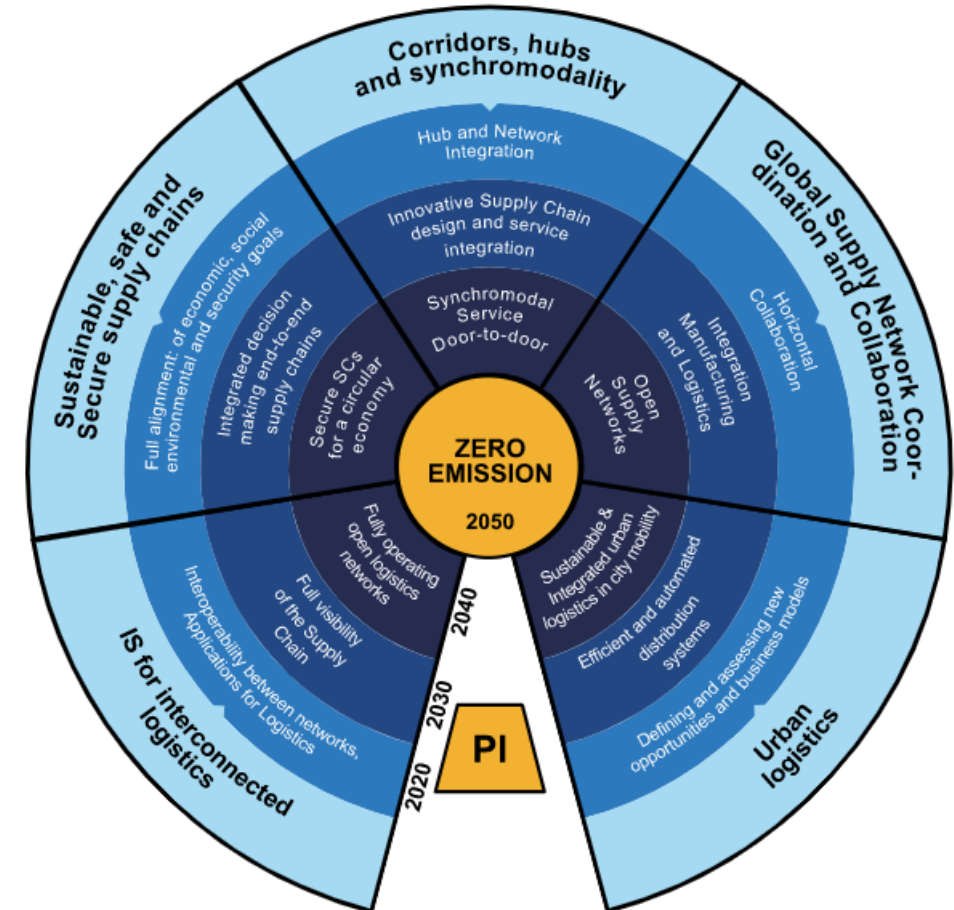 Corridors, hubs
and synchromodality
Hub and Network
Integration
Innovative Supply Chain
design and service
integration
Synchromodal
Service
Door-to-door
Global Supply Network Coor-
dination and Collaboration
Horizontal
Collaboration
Integration
Manufacturing
and Logistics
Open
Supply
Networks
Urban
logistics
Defining and assessing new
opportunities and business models
Efficient and automated
distribution
systems
Sustainable &
Integrated urban
logistics in city mobility
IS for interconnected
logistics
Interoperability between networks,
Applications for Logistics
Full visibility
of the Supply
Chain
Fully operating
open logistics
networks
Sustainable, safe and
Secure supply chains
Full alignment: of economic, social
environmental and security goals
Integrated decision
making end-to-end
supply chains
Secure SCs
for a circular
economy
ZERO
EMISSION
2050
2040
2030
2020
PI